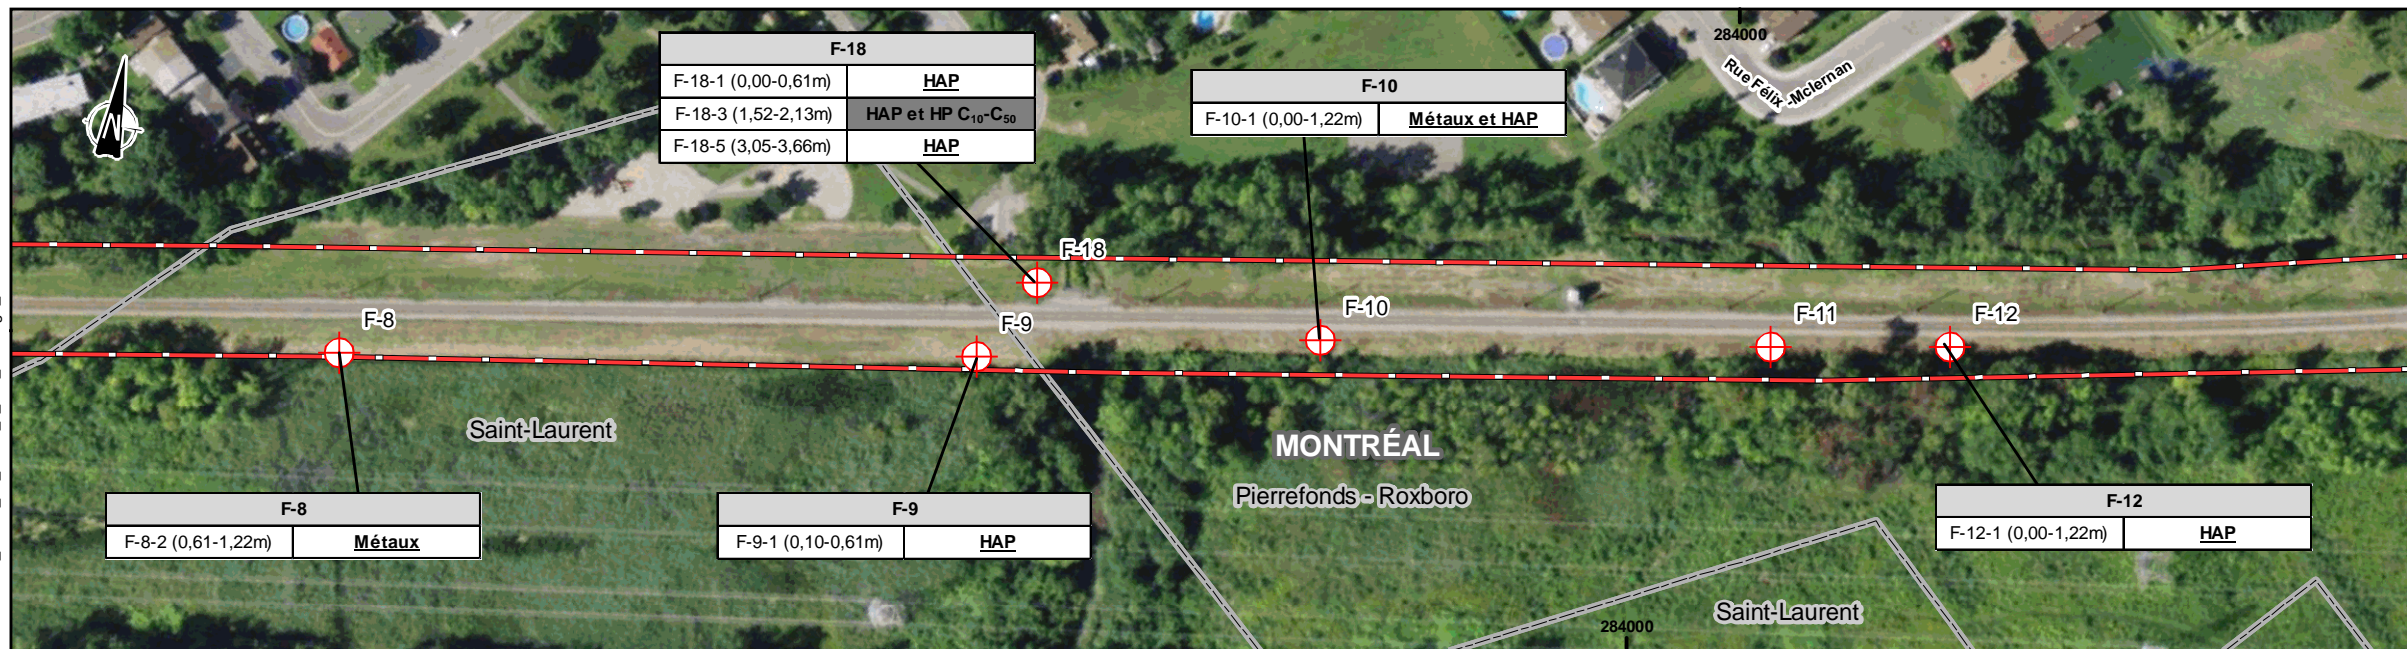 284000
Rue Félix-Mclernan
N
F-18
F-18-1 (0,00-0,61m) HAP
F-18-3 (1,52-2,13m) HAP et HP C₁₀-C₅₀
F-18-5 (3,05-3,66m) HAP
F-10
F-10-1 (0,00-1,22m) Métaux et HAP
F-18
F-8
F-9
F-10
F-11
F-12
Saint-Laurent
MONTRÉAL
Pierrefonds - Roxboro
F-8
F-8-2 (0,61-1,22m) Métaux
F-9
F-9-1 (0,10-0,61m) HAP
F-12
F-12-1 (0,00-1,22m) HAP
Saint-Laurent
284000